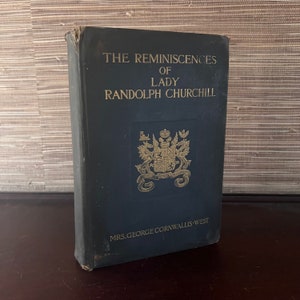 THE REMINISCENCES
OF
LADY
RANDOLPH CHURCHILL
MRS. GEORGE CORNWALLIS-WEST